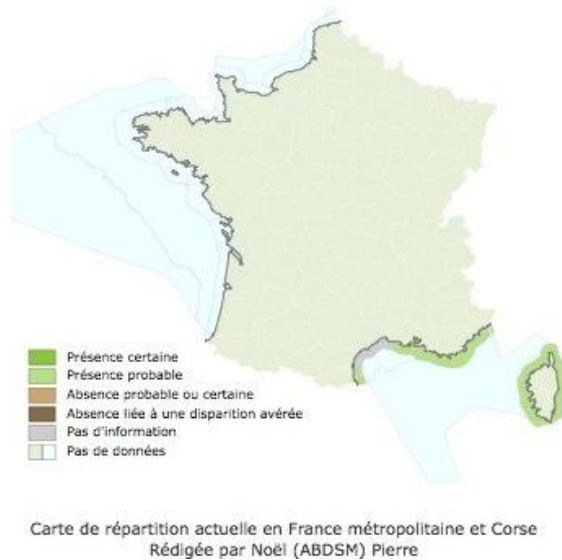 Présence certaine
Présence probable
Absence probable ou certaine
Absence liée à une disparition avérée
Pas d'information
Pas de données
Carte de répartition actuelle en France métropolitaine et Corse
Rédigée par Noël (ABDSM) Pierre